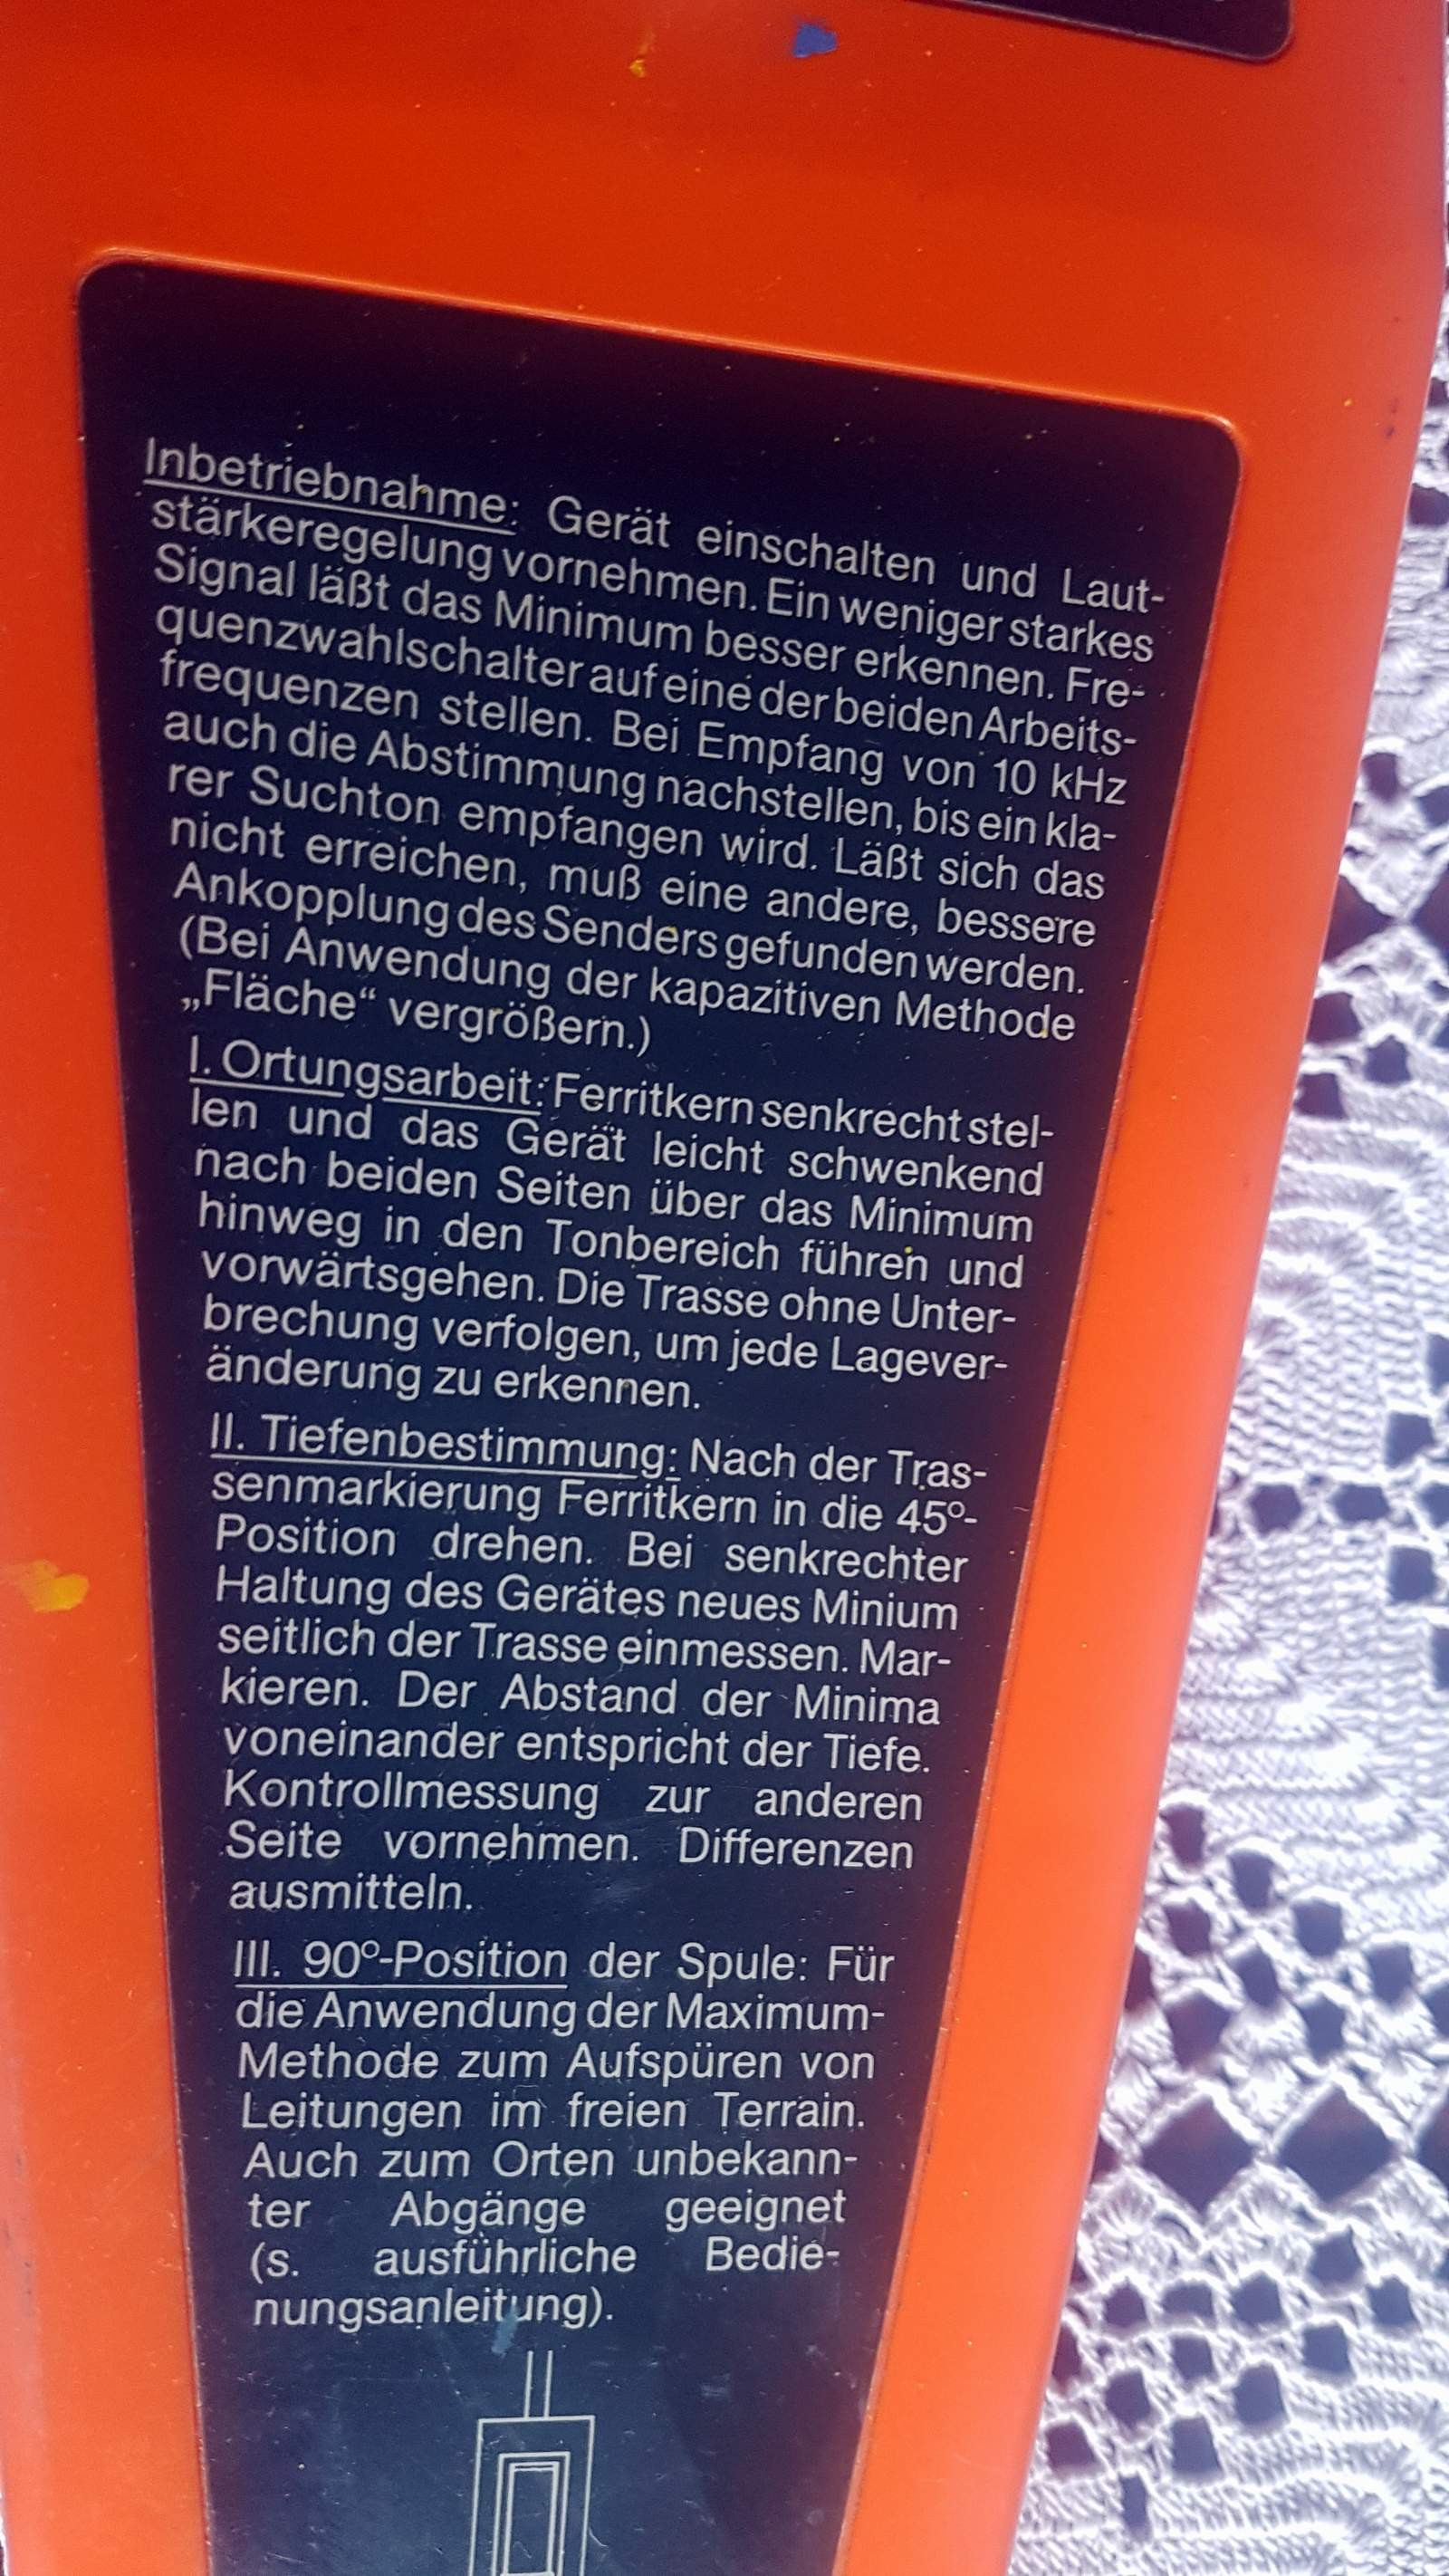 Inbetriebnahme: Gerät einschalten und Laut-
stärkeregelung vornehmen. Ein weniger starkes
Signal läßt das Minimum besser erkennen. Fre-
quenzwahlschalter auf eine der beiden Arbeits-
frequenzen stellen. Bei Empfang von 10 kHz
auch die Abstimmung nachstellen, bis ein kla-
rer Suchton empfangen wird. Läßt sich das
nicht erreichen, muß eine andere, bessere
Ankopplung des Senders gefunden werden.
(Bei Anwendung der kapazitiven Methode
„Fläche“ vergrößern.)
I. Ortungsarbeit: Ferritkern senkrecht stel-
len und das Gerät leicht schwenkend
nach beiden Seiten über das Minimum
hinweg in den Tonbereich führen und
vorwärtsgehen. Die Trasse ohne Unter-
brechung verfolgen, um jede Lagever-
änderung zu erkennen.
II. Tiefenbestimmung: Nach der Tras-
senmarkierung Ferritkern in die 45°-
Position drehen. Bei senkrechter
Haltung des Gerätes neues Minium
seitlich der Trasse einmessen. Mar-
kieren. Der Abstand der Minima
voneinander entspricht der Tiefe.
Kontrollmessung zur anderen
Seite vornehmen. Differenzen
ausmitteln.
III. 90°-Position der Spule: Für
die Anwendung der Maximum-
Methode zum Aufspüren von
Leitungen im freien Terrain.
Auch zum Orten unbekann-
ter Abgänge geeignet
(s. ausführliche Bedie-
nungsanleitung).